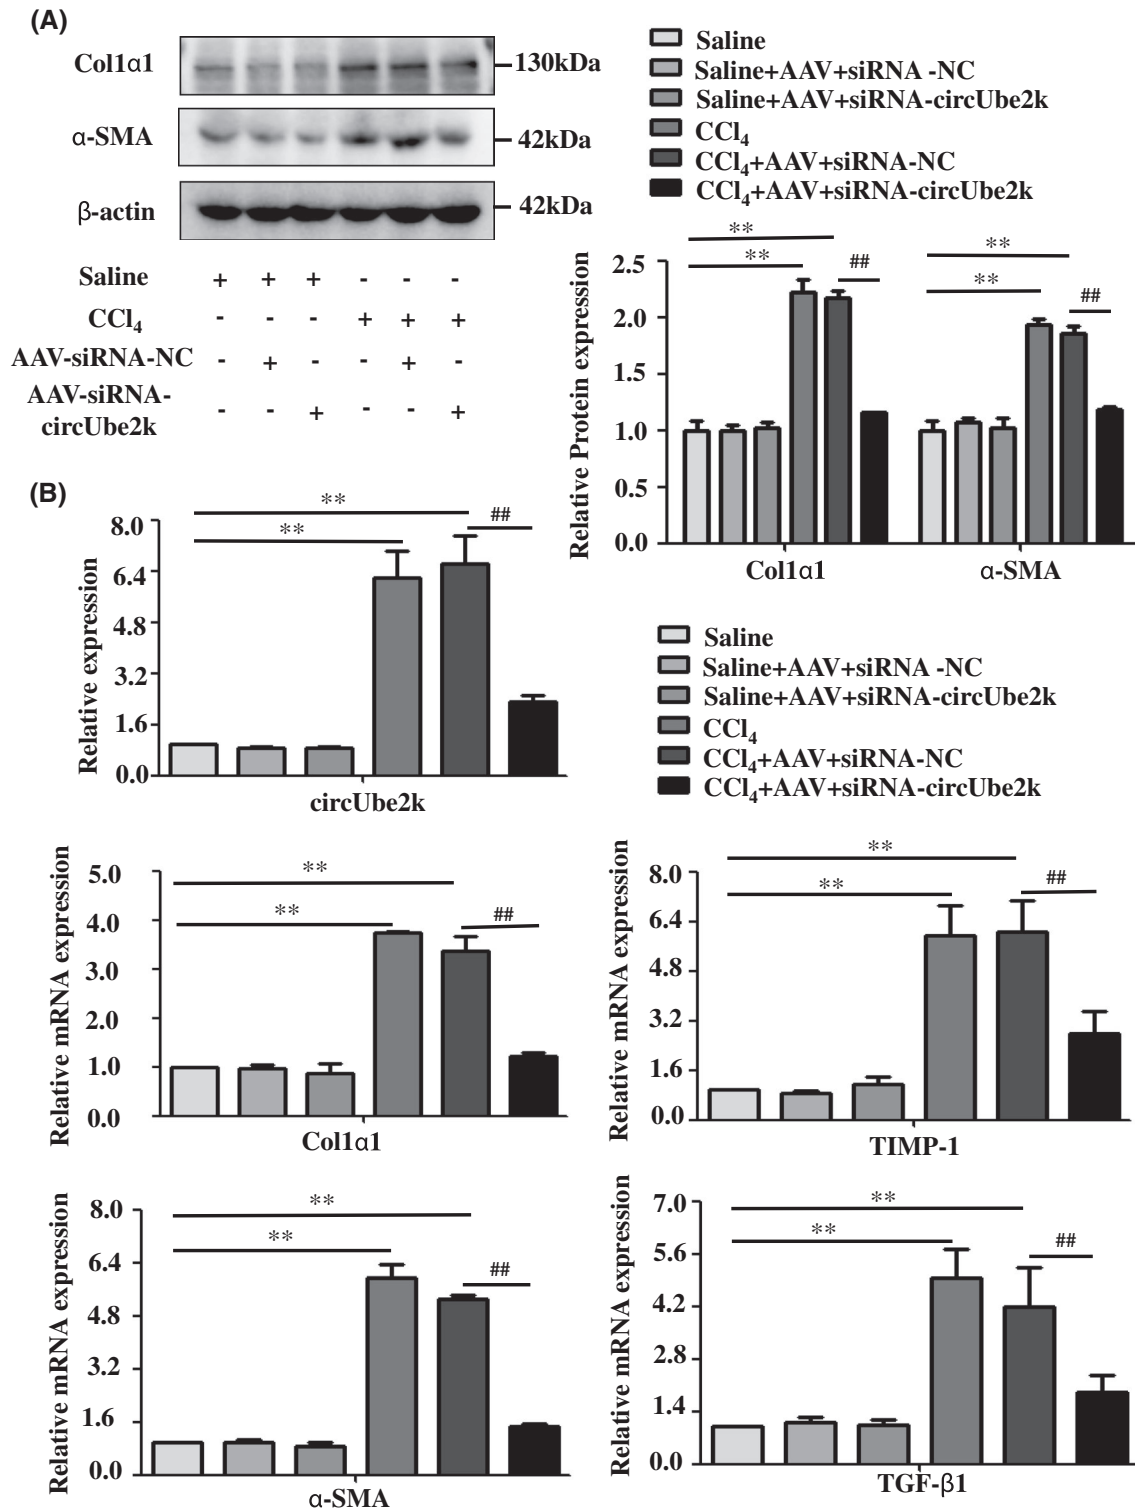 (A)
Col1α1
130kDa
α-SMA
42kDa
β-actin
42kDa
Saline + + + - - -
CCl4 - - - + + +
AAV-siRNA-NC - + - - + -
AAV-siRNA-
circUbe2k - - + - - +
Saline
Saline+AAV+siRNA -NC
Saline+AAV+siRNA-circUbe2k
CCl4
CCl4+AAV+siRNA-NC
CCl4+AAV+siRNA-circUbe2k
Relative Protein expression
2.5
2.0
1.5
1.0
0.5
0.0
**
**
##
**
**
##
Col1α1
α-SMA
(B)
Relative expression
8.0
6.4
4.8
3.2
1.6
0.0
**
**
##
circUbe2k
Saline
Saline+AAV+siRNA -NC
Saline+AAV+siRNA-circUbe2k
CCl4
CCl4+AAV+siRNA-NC
CCl4+AAV+siRNA-circUbe2k
Relative mRNA expression
5.0
4.0
3.0
2.0
1.0
0.0
**
**
##
Col1α1
Relative mRNA expression
8.0
6.4
4.8
3.2
1.6
0.0
**
**
##
TIMP-1
Relative mRNA expression
8.0
6.4
4.8
3.2
1.6
0.0
**
**
##
α-SMA
Relative mRNA expression
7.0
5.6
4.2
2.8
1.4
0.0
**
**
##
TGF-β1